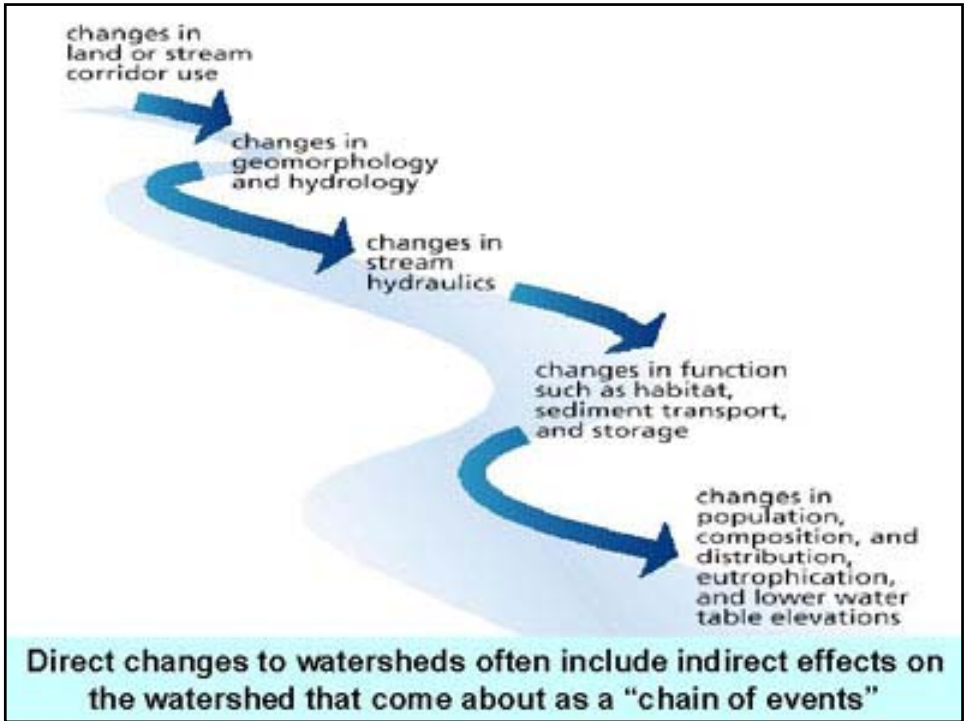 changes in
land or stream
corridor use
changes in
geomorphology
and hydrology
changes in
stream
hydraulics
changes in function
such as habitat,
sediment transport,
and storage
changes in
population,
composition, and
distribution,
eutrophication,
and lower water
table elevations
Direct changes to watersheds often include indirect effects on
the watershed that come about as a “chain of events”